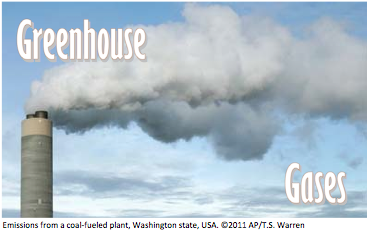 Greenhouse
Gases
Emissions from a coal-fueled plant, Washington state, USA. ©2011 AP/T.S. Warren